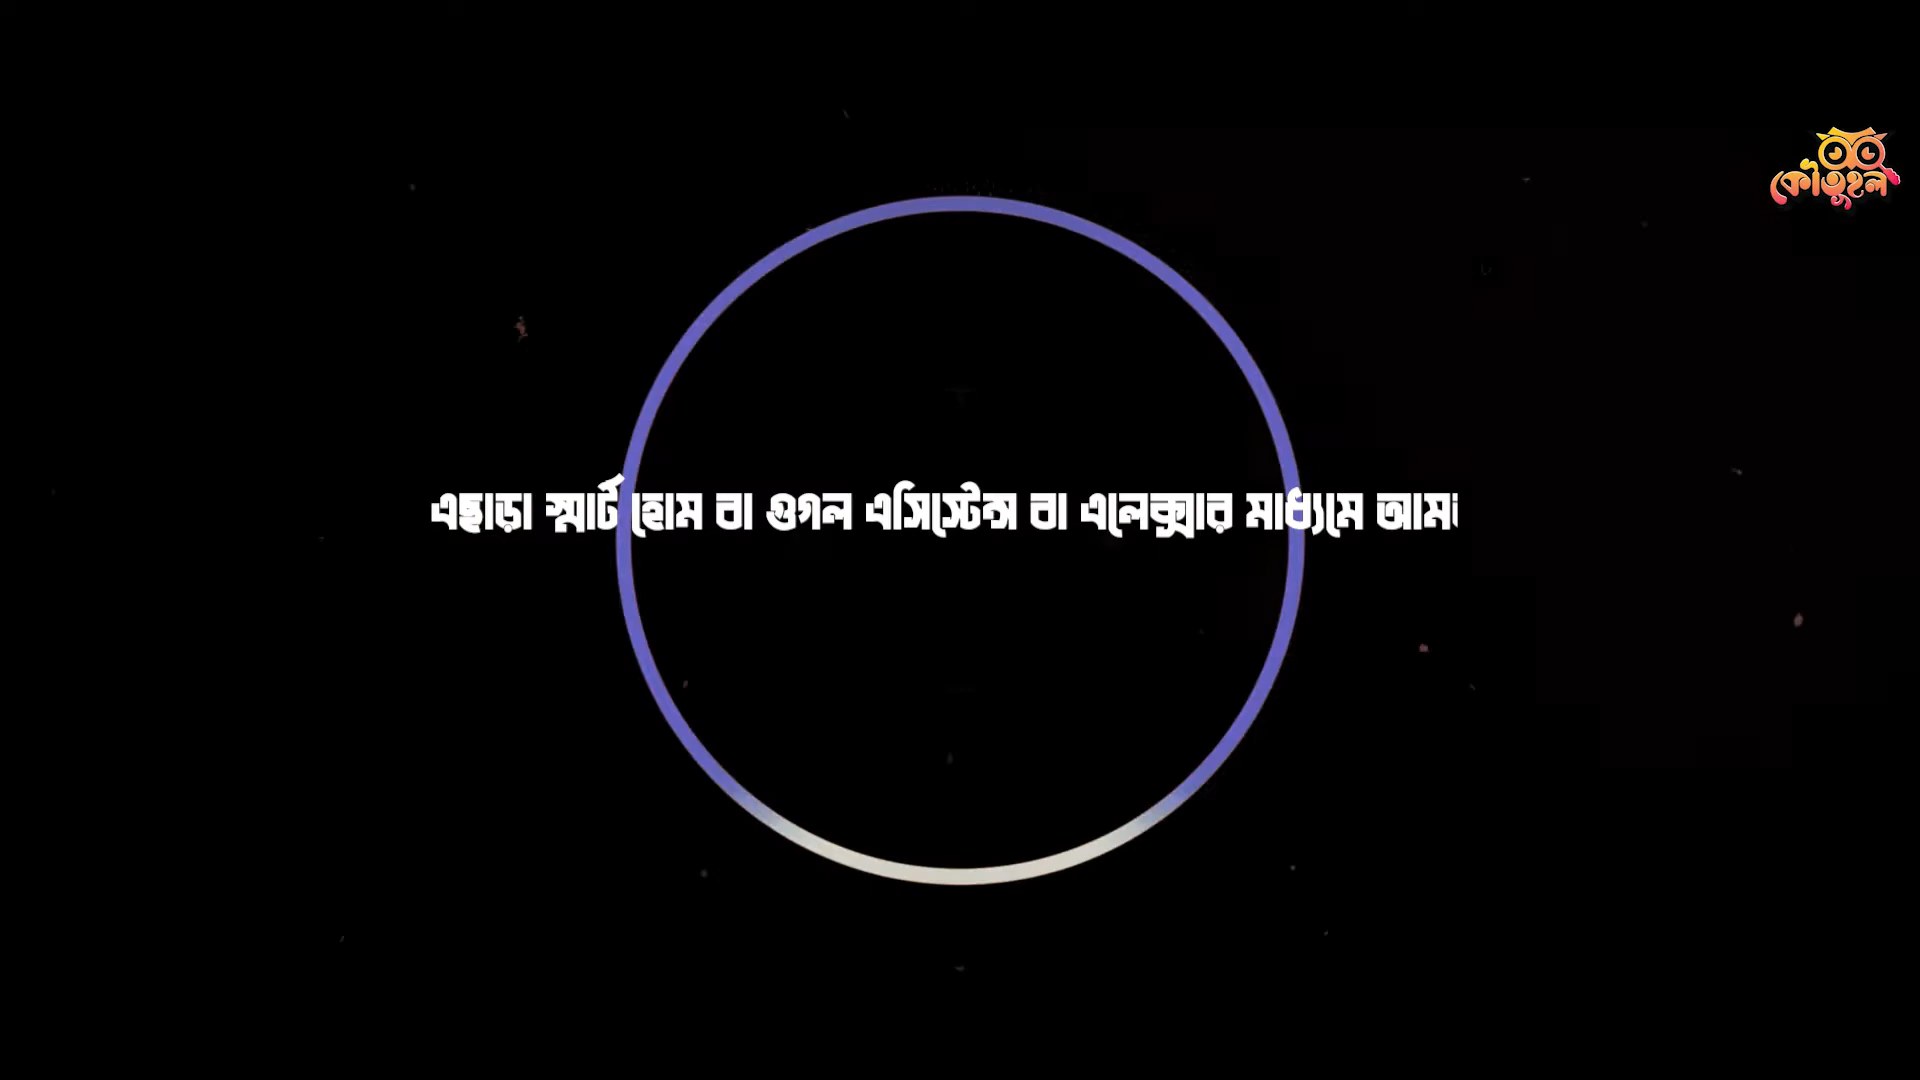 কৌতুহল
এছাড়া স্মার্ট হোম বা গুগল এসিস্টেন্স বা এলেক্সার মাধ্যমে